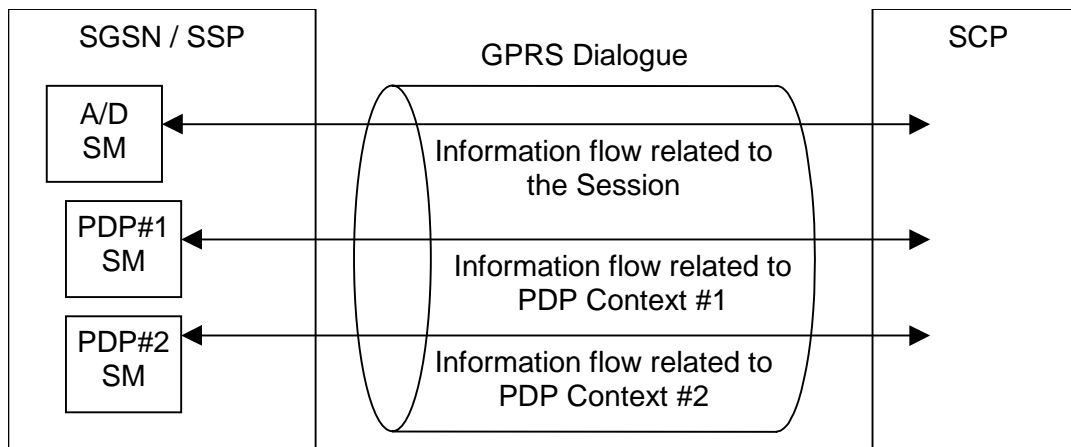 SGSN / SSP
GPRS Dialogue
SCP
A/D
SM
Information flow related to
the Session
PDP#1
SM
Information flow related to
PDP Context #1
PDP#2
SM
Information flow related to
PDP Context #2